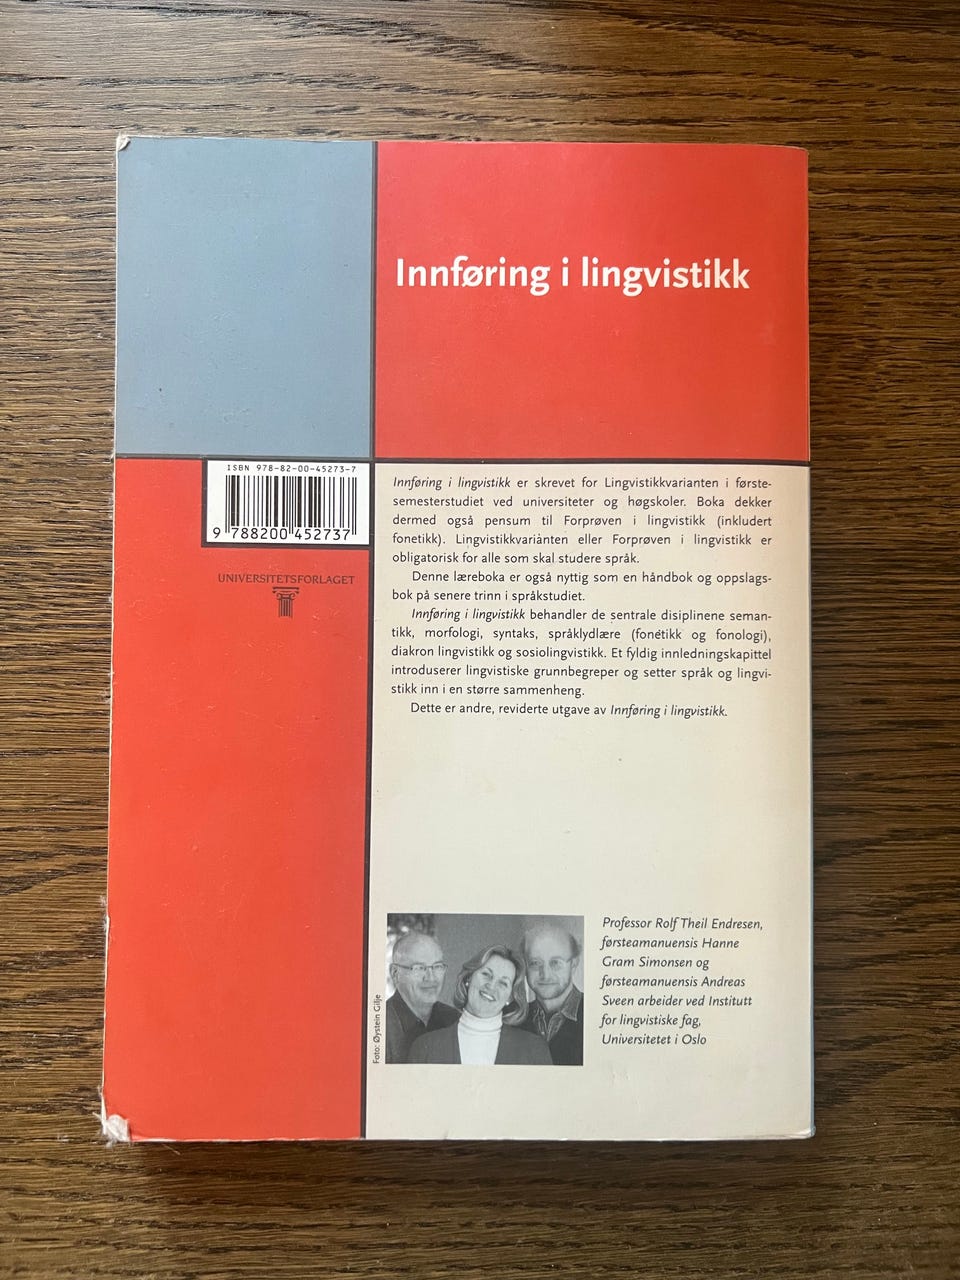 Innføring i lingvistikk
ISBN 978-82-00-45273-7
9 788200 452737
UNIVERSITETSFORLAGET
Innføring i lingvistikk er skrevet for Lingvistikkvarianten i første-
semesterstudiet ved universiteter og høgskoler. Boka dekker
dermed også pensum til Forprøven i lingvistikk (inkludert
fonetikk). Lingvistikkvarianten eller Forprøven i lingvistikk er
obligatorisk for alle som skal studere språk.
Denne læreboka er også nyttig som en håndbok og oppslags-
bok på senere trinn i språkstudiet.
Innføring i lingvistikk behandler de sentrale disiplinene seman-
tikk, morfologi, syntaks, språklydlære (fonetikk og fonologi),
diakron lingvistikk og sosiolingvistikk. Et fyldig innledningskapittel
introduserer lingvistiske grunnbegreper og setter språk og lingvi-
stikk inn i en større sammenheng.
Dette er andre, reviderte utgave av Innføring i lingvistikk.
Foto: Øystein Gilje
Professor Rolf Theil Endresen,
førsteamanuensis Hanne
Gram Simonsen og
førsteamanuensis Andreas
Sveen arbeider ved Institutt
for lingvistiske fag,
Universitetet i Oslo